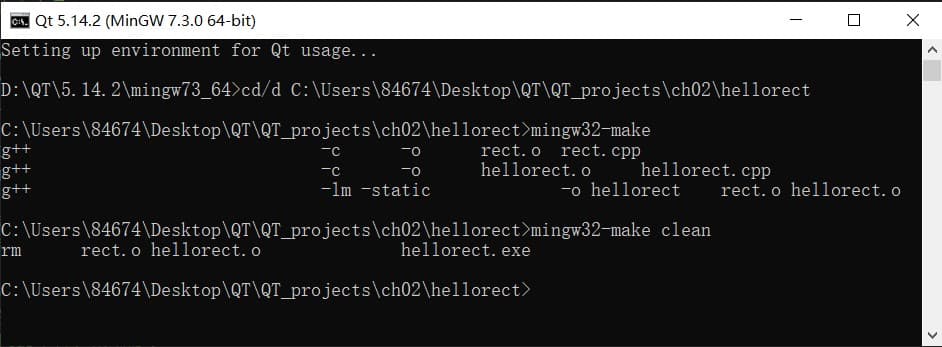 Qt 5.14.2 (MinGW 7.3.0 64-bit)
Setting up environment for Qt usage...
D:\QT\5.14.2\mingw73_64>cd/d C:\Users\84674\Desktop\QT\QT_projects\ch02\hellorect
C:\Users\84674\Desktop\QT\QT_projects\ch02\hellorect>mingw32-make
g++ -c -o rect.o rect.cpp
g++ -c -o hellorect.o hellorect.cpp
g++ -lm -static -o hellorect rect.o hellorect.o
C:\Users\84674\Desktop\QT\QT_projects\ch02\hellorect>mingw32-make clean
rm rect.o hellorect.o hellorect.exe
C:\Users\84674\Desktop\QT\QT_projects\ch02\hellorect>